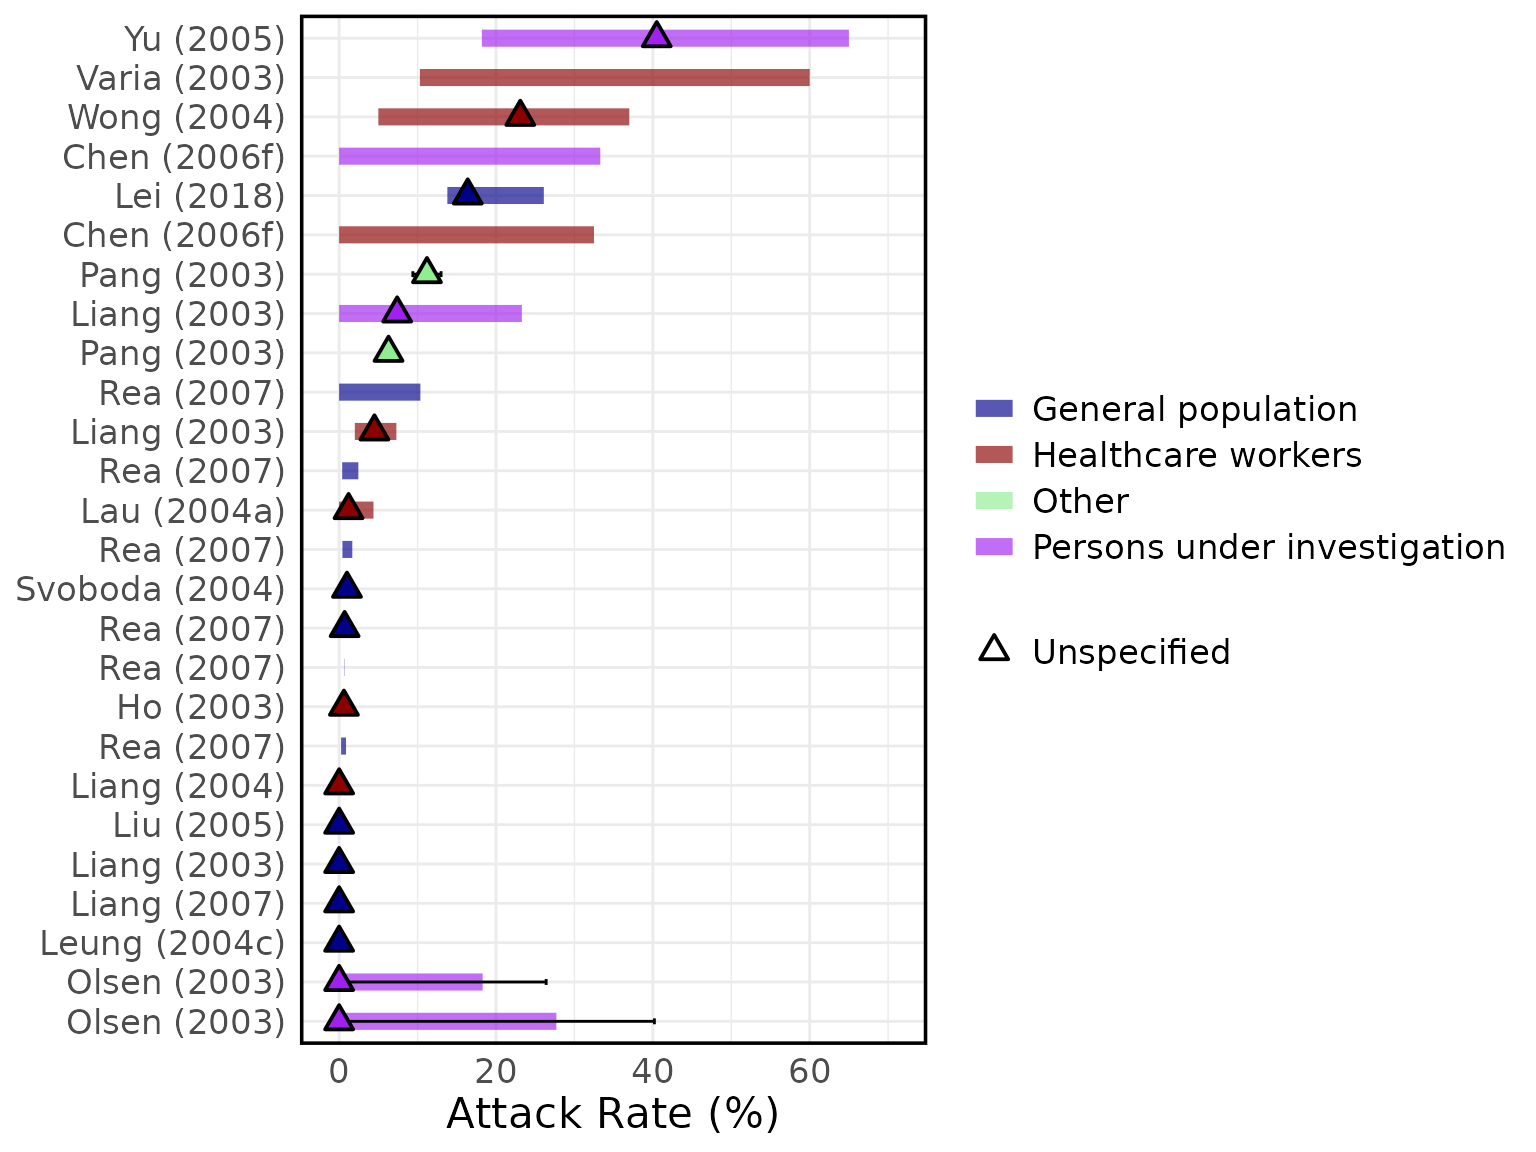 Yu (2005)
Varia (2003)
Wong (2004)
Chen (2006f)
Lei (2018)
Chen (2006f)
Pang (2003)
Liang (2003)
Pang (2003)
Rea (2007)
Liang (2003)
Rea (2007)
Lau (2004a)
Rea (2007)
Svoboda (2004)
Rea (2007)
Rea (2007)
Ho (2003)
Rea (2007)
Liang (2004)
Liu (2005)
Liang (2003)
Liang (2007)
Leung (2004c)
Olsen (2003)
Olsen (2003)
0 20 40 60
Attack Rate (%)
General population
Healthcare workers
Other
Persons under investigation
Unspecified